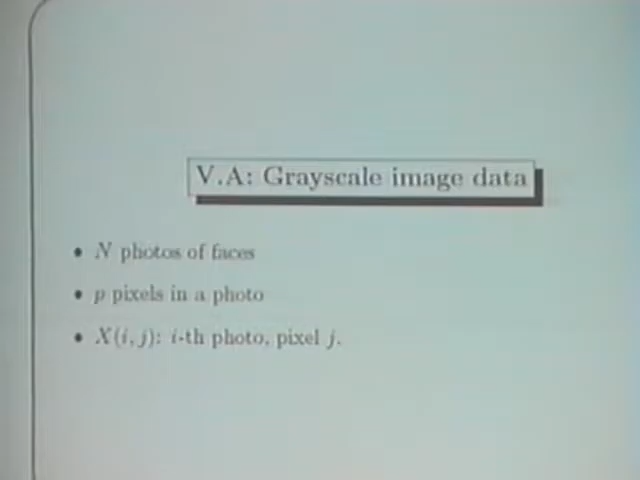 V.A: Grayscale image data
• N photos of faces
• p pixels in a photo
• X(i, j): i-th photo, pixel j.